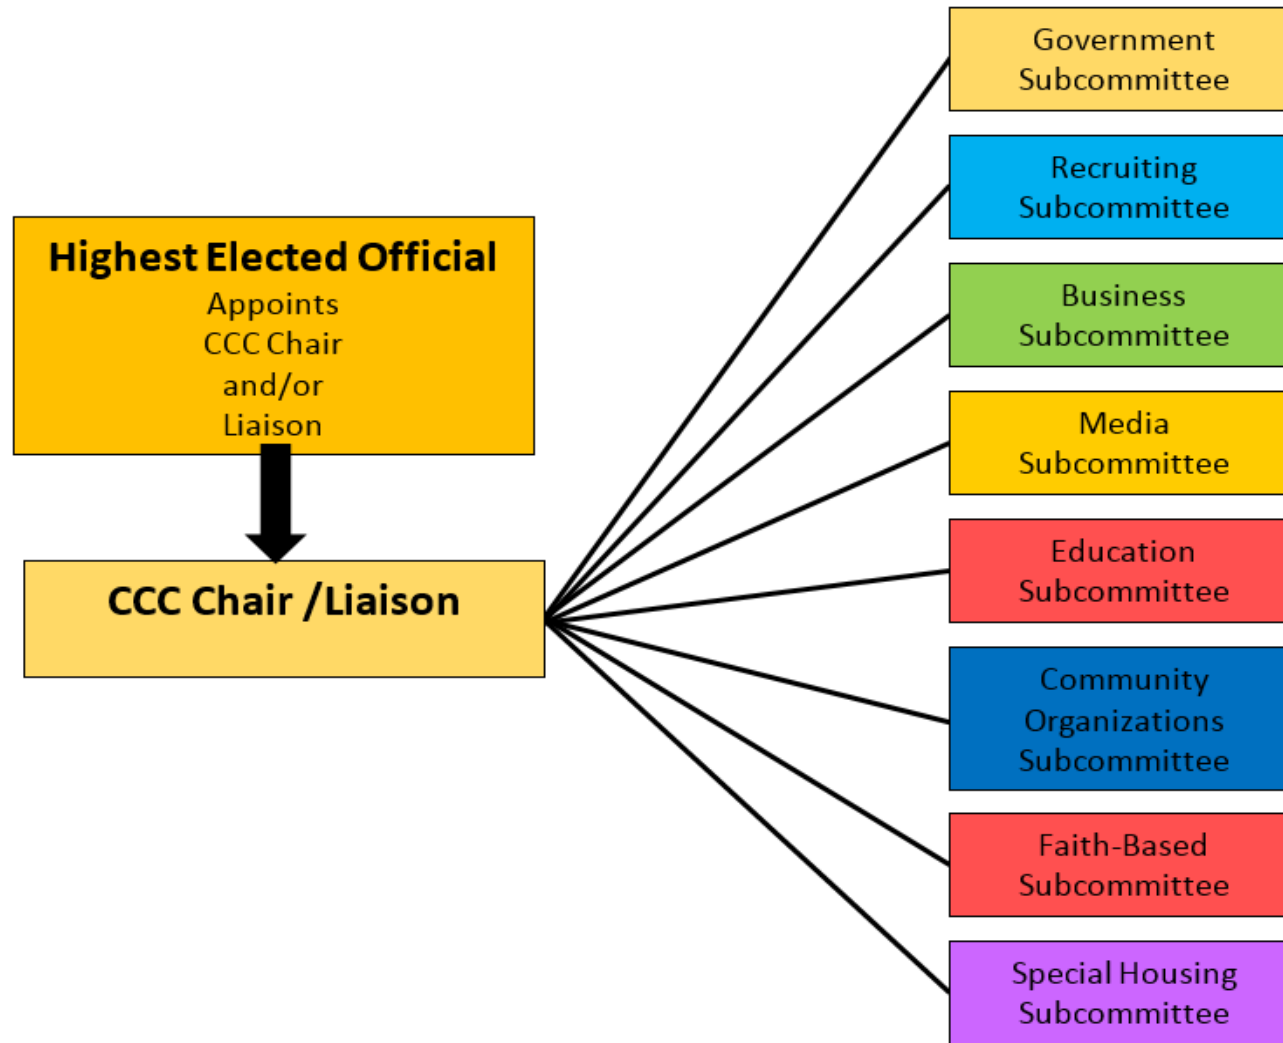 Highest Elected Official
Appoints
CCC Chair
and/or
Liaison
CCC Chair /Liaison
Government
Subcommittee
Recruiting
Subcommittee
Business
Subcommittee
Media
Subcommittee
Education
Subcommittee
Community
Organizations
Subcommittee
Faith-Based
Subcommittee
Special Housing
Subcommittee